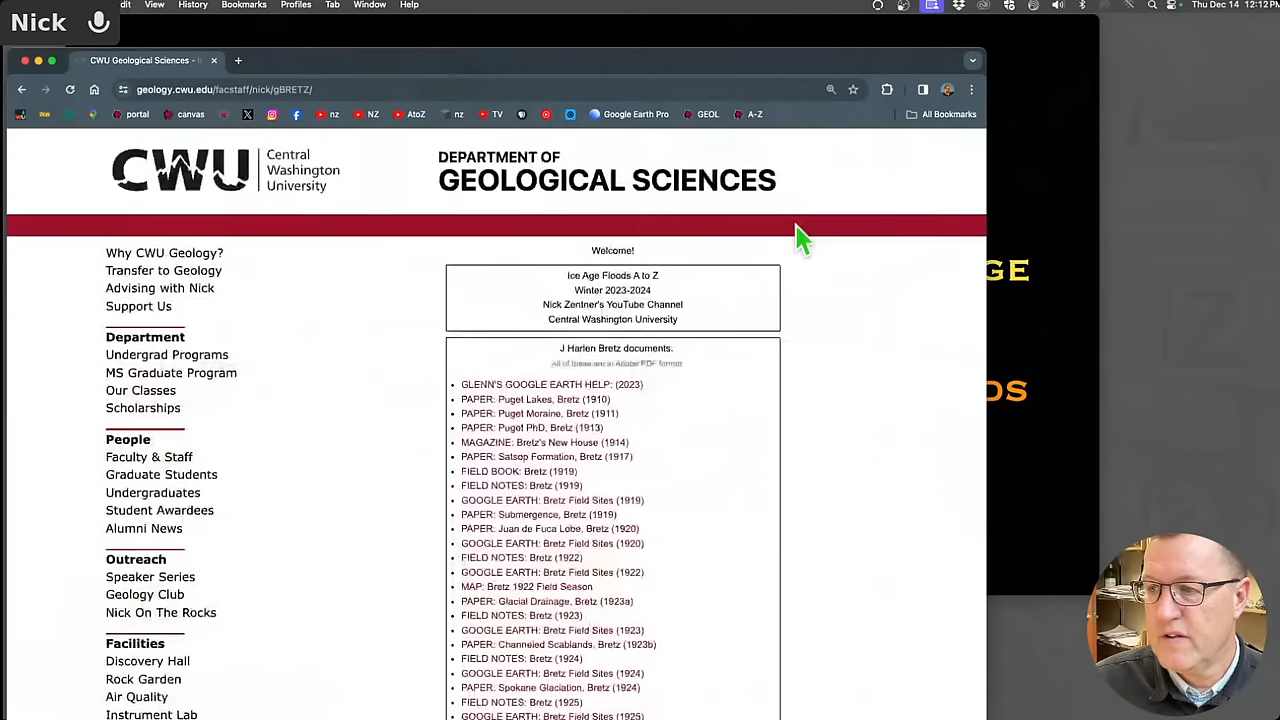 Nick
View
History
Bookmarks
Profiles
Tab
Window
Help
Thu Dec 14 12:12PM
CWU Geological Sciences -
geology.cwu.edu/facstaff/nick/gBRETZ/
portal
canvas
nz
NZ
AtoZ
nz
TV
Google Earth Pro
GEOL
A-Z
All Bookmarks
CWU
Central
Washington
University
DEPARTMENT OF
GEOLOGICAL SCIENCES
Why CWU Geology?
Transfer to Geology
Advising with Nick
Support Us
Department
Undergrad Programs
MS Graduate Program
Our Classes
Scholarships
People
Faculty & Staff
Graduate Students
Undergraduates
Student Awardees
Alumni News
Outreach
Speaker Series
Geology Club
Nick On The Rocks
Facilities
Discovery Hall
Rock Garden
Air Quality
Instrument Lab
Welcome!
Ice Age Floods A to Z
Winter 2023-2024
Nick Zentner's YouTube Channel
Central Washington University
J Harlen Bretz documents.
All of these are in Adobe PDF format
• GLENN'S GOOGLE EARTH HELP: (2023)
• PAPER: Puget Lakes, Bretz (1910)
• PAPER: Puget Moraine, Bretz (1911)
• PAPER: Puget PhD, Bretz (1913)
• MAGAZINE: Bretz's New House (1914)
• PAPER: Satsop Formation, Bretz (1917)
• FIELD BOOK: Bretz (1919)
• FIELD NOTES: Bretz (1919)
• GOOGLE EARTH: Bretz Field Sites (1919)
• PAPER: Submergence, Bretz (1919)
• PAPER: Juan de Fuca Lobe, Bretz (1920)
• GOOGLE EARTH: Bretz Field Sites (1920)
• FIELD NOTES: Bretz (1922)
• GOOGLE EARTH: Bretz Field Sites (1922)
• MAP: Bretz 1922 Field Season
• PAPER: Glacial Drainage, Bretz (1923a)
• FIELD NOTES: Bretz (1923)
• GOOGLE EARTH: Bretz Field Sites (1923)
• PAPER: Channeled Scablands, Bretz (1923b)
• FIELD NOTES: Bretz (1924)
• GOOGLE EARTH: Bretz Field Sites (1924)
• PAPER: Spokane Glaciation, Bretz (1924)
• FIELD NOTES: Bretz (1925)
• GOOGLE EARTH: Bretz Field Sites (1925)
GE
DS